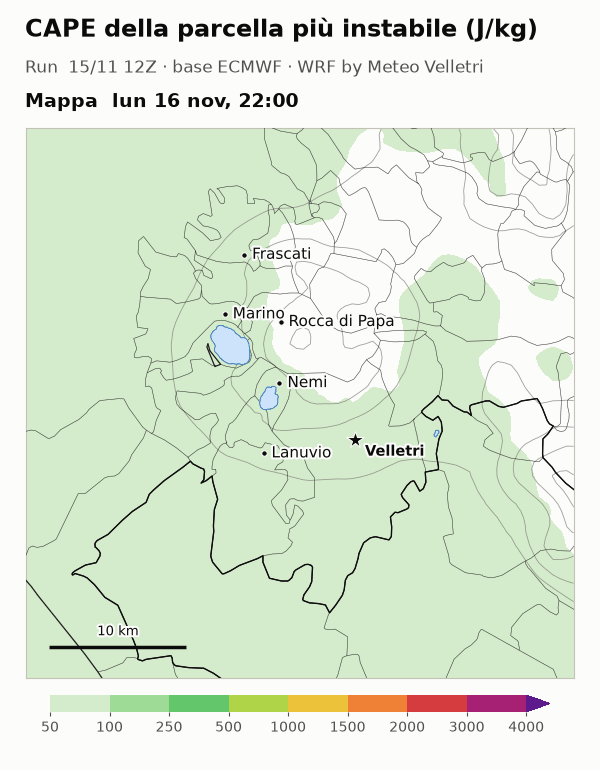 CAPE della parcella più instabile (J/kg)
Run  15/11 12Z · base ECMWF · WRF by Meteo Velletri
Mappa  lun 16 nov, 22:00
Frascati
Marino
Rocca di Papa
Nemi
Velletri
Lanuvio
10 km
50 100 250 500 1000 1500 2000 3000 4000